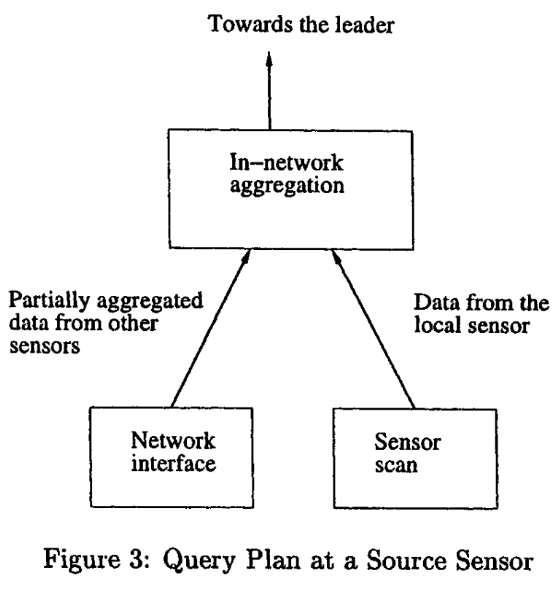 Towards the leader
In-network
aggregation
Partially aggregated
data from other
sensors
Data from the
local sensor
Network
interface
Sensor
scan
Figure 3: Query Plan at a Source Sensor